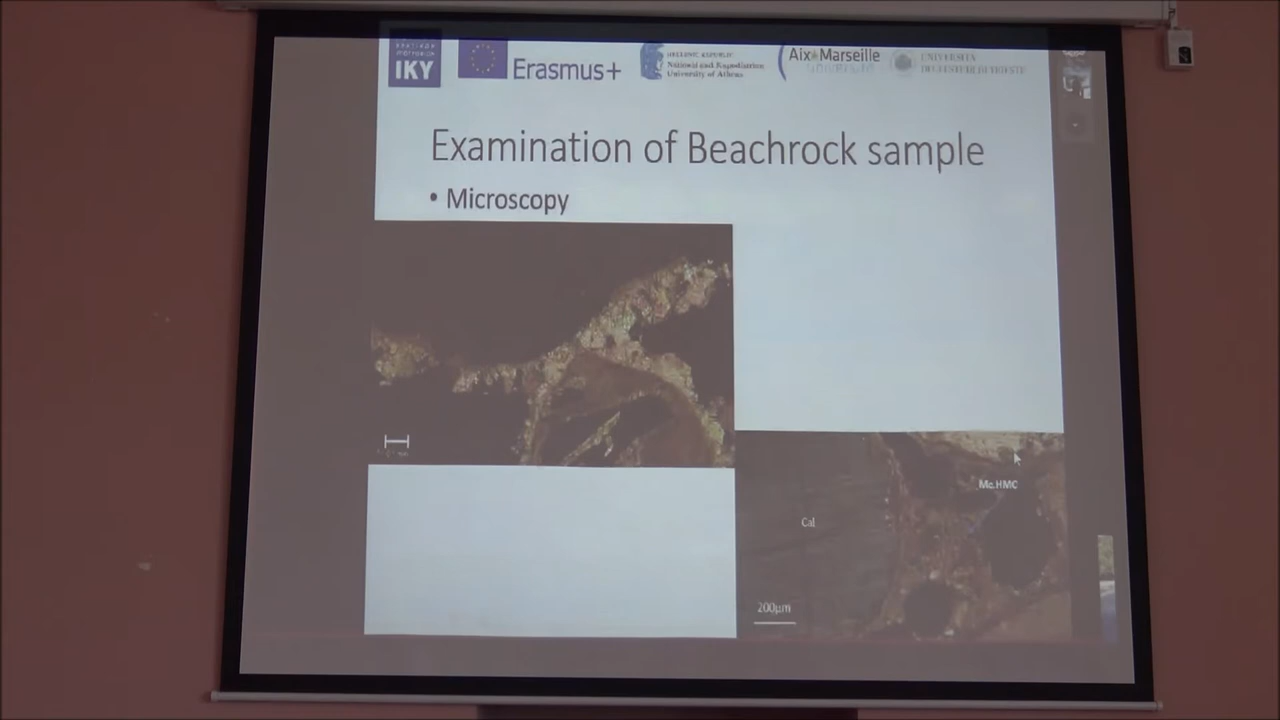 IKY
Erasmus+
HELLENIC REPUBLIC
National and Kapodistrian
University of Athens
Aix Marseille
université
UNIVERSITÀ
DEGLI STUDI DI TRIESTE
Examination of Beachrock sample
• Microscopy
Mc.HMC
Cal
200μm